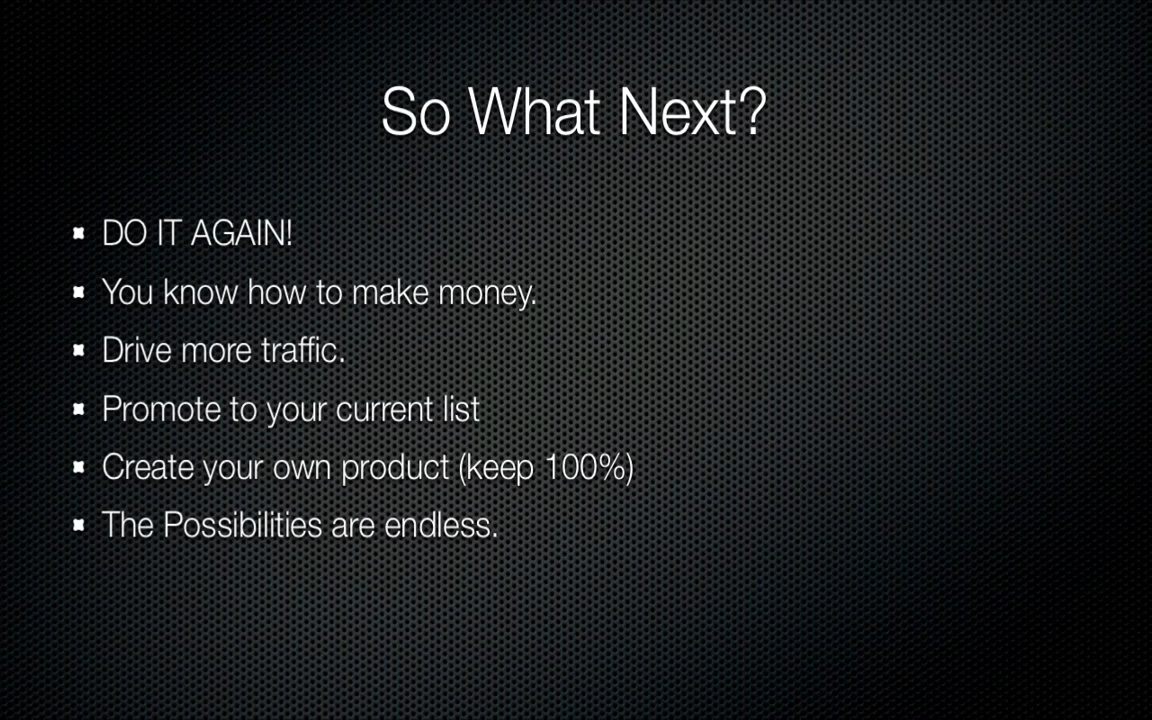 So What Next?
DO IT AGAIN!
You know how to make money.
Drive more traffic.
Promote to your current list
Create your own product (keep 100%)
The Possibilities are endless.